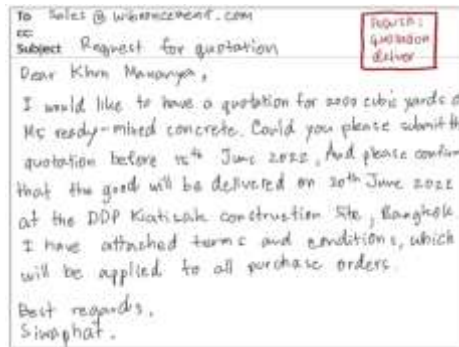 To Sales @ wibooncement.com
CC
Subject Request for quotation
quotation
deliver
Dear Khun Mananya,
I would like to have a quotation for 2000 cubic yards of
M5 ready-mixed concrete. Could you please submit the
quotation before 15th June 2022, And please confirm
that the good will be delivered on 30th June 2022
at the DDP Kiatisak construction site, Bangkok
I have attached terms and conditions, which
will be applied to all purchase orders.
Best regards,
Siwaphat.